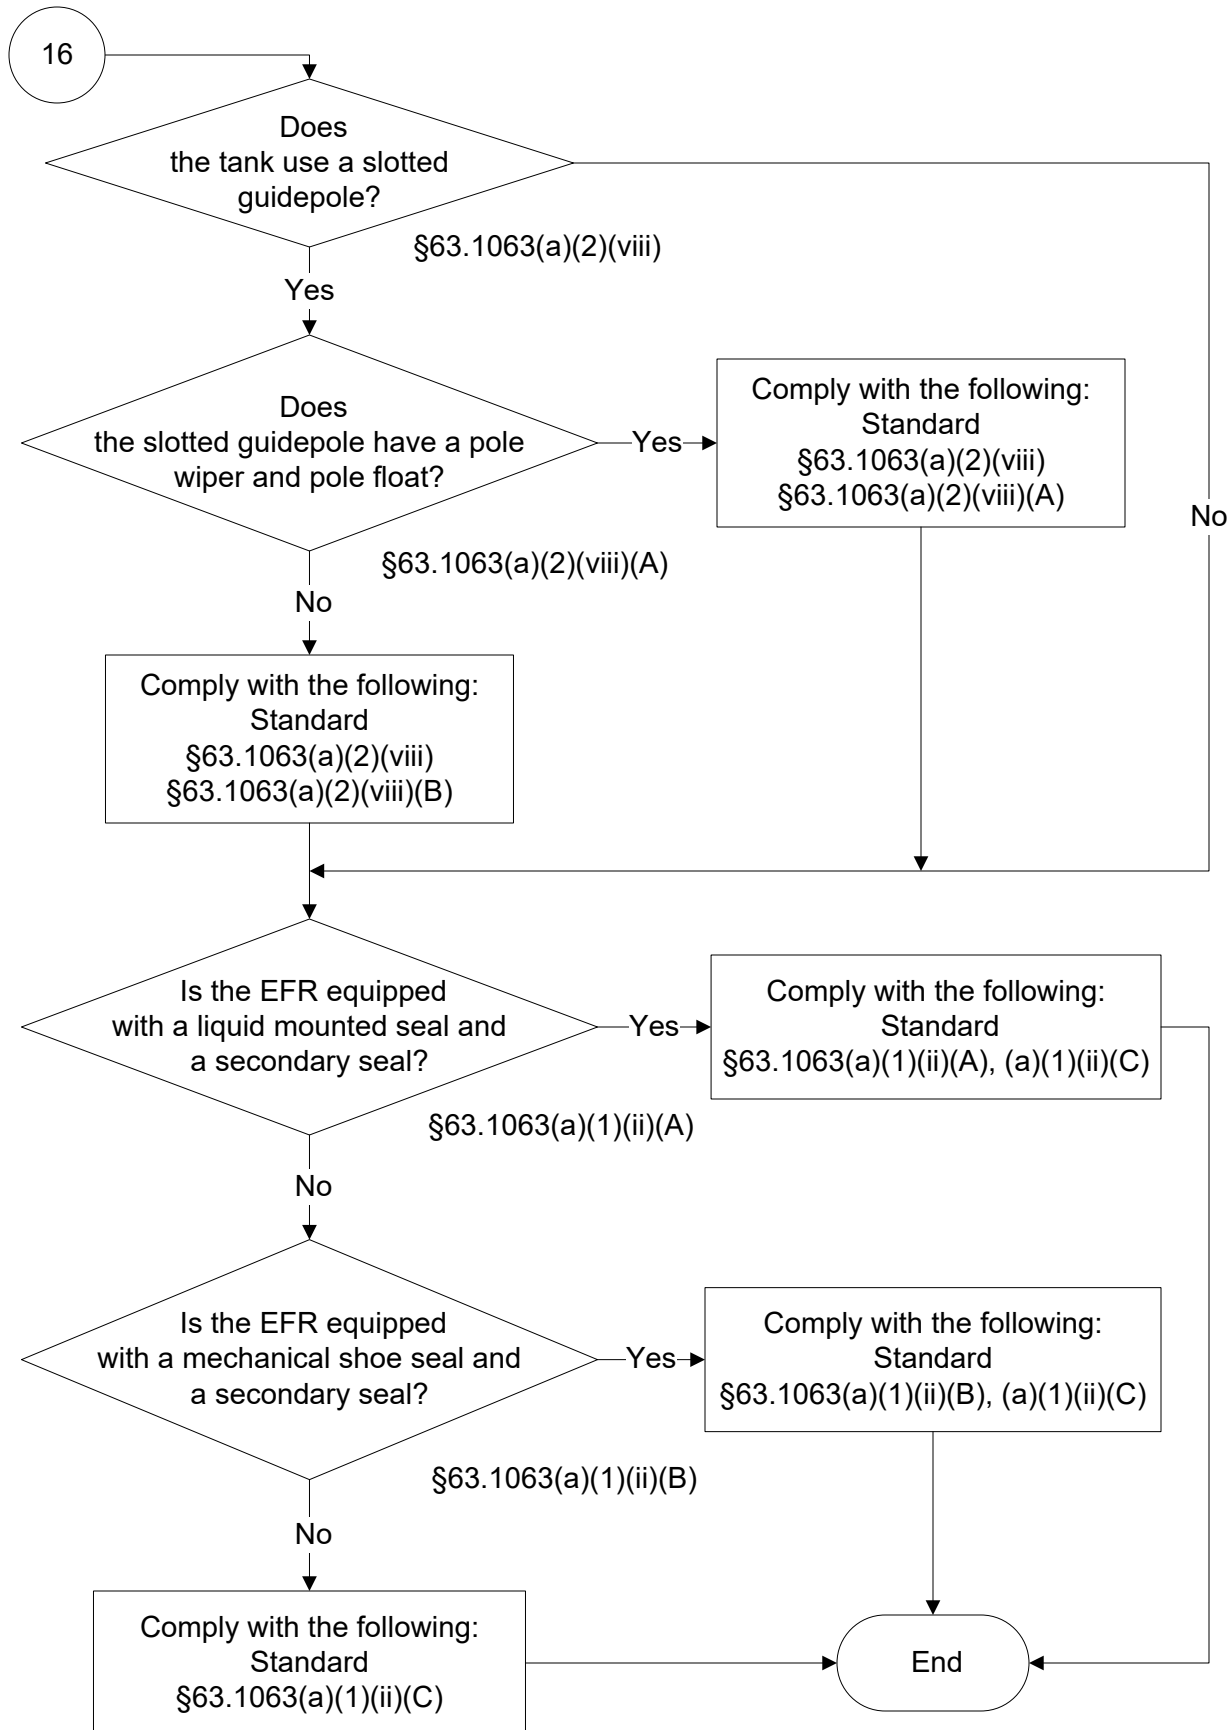 16
Does
the tank use a slotted
guidepole?
§63.1063(a)(2)(viii)
Yes
No
Does
the slotted guidepole have a pole
wiper and pole float?
Yes
Comply with the following:
Standard
§63.1063(a)(2)(viii)
§63.1063(a)(2)(viii)(A)
§63.1063(a)(2)(viii)(A)
No
Comply with the following:
Standard
§63.1063(a)(2)(viii)
§63.1063(a)(2)(viii)(B)
Is the EFR equipped
with a liquid mounted seal and
a secondary seal?
Yes
Comply with the following:
Standard
§63.1063(a)(1)(ii)(A), (a)(1)(ii)(C)
§63.1063(a)(1)(ii)(A)
No
Is the EFR equipped
with a mechanical shoe seal and
a secondary seal?
Yes
Comply with the following:
Standard
§63.1063(a)(1)(ii)(B), (a)(1)(ii)(C)
§63.1063(a)(1)(ii)(B)
No
Comply with the following:
Standard
§63.1063(a)(1)(ii)(C)
End